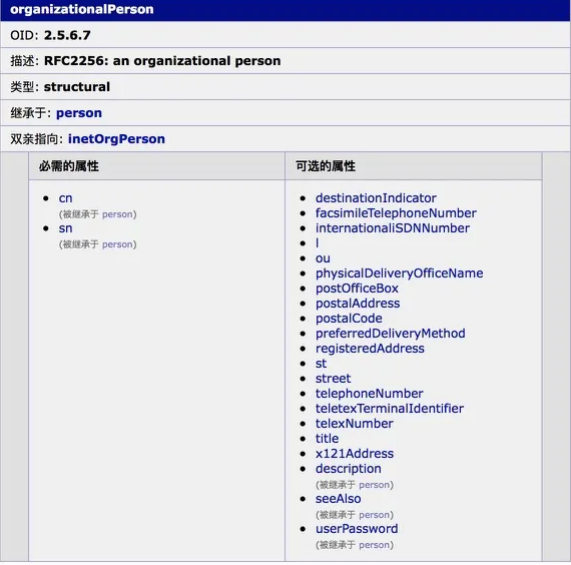 organizationalPerson
OID: 2.5.6.7
描述: RFC2256: an organizational person
类型: structural
继承于: person
双亲指向: inetOrgPerson
必需的属性
cn
(被继承于 person)
sn
(被继承于 person)
可选的属性
destinationIndicator
facsimileTelephoneNumber
internationaliSDNNumber
l
ou
physicalDeliveryOfficeName
postOfficeBox
postalAddress
postalCode
preferredDeliveryMethod
registeredAddress
st
street
telephoneNumber
teletexTerminalIdentifier
telexNumber
title
x121Address
description
(被继承于 person)
seeAlso
(被继承于 person)
userPassword
(被继承于 person)